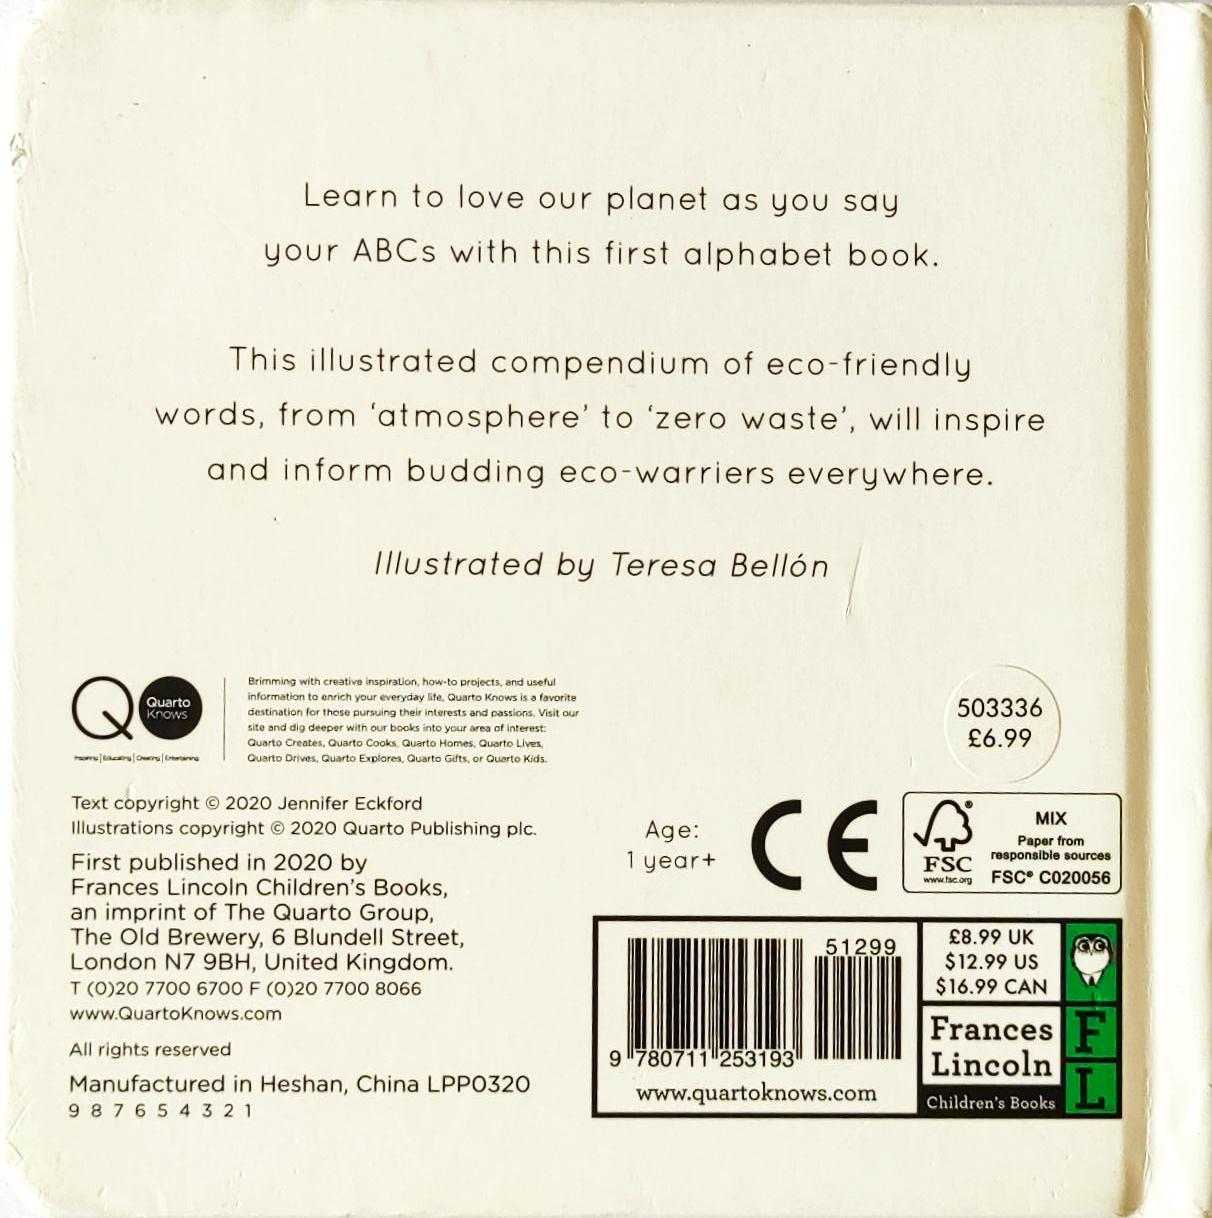 Learn to love our planet as you say
your ABCs with this first alphabet book.
This illustrated compendium of eco-friendly
words, from ‘atmosphere’ to ‘zero waste’, will inspire
and inform budding eco-warriers everywhere.
Illustrated by Teresa Bellón
Quarto
Knows
Inspiring | Educating | Creating | Entertaining
Brimming with creative inspiration, how-to projects, and useful
information to enrich your everyday life, Quarto Knows is a favorite
destination for those pursuing their interests and passions. Visit our
site and dig deeper with our books into your area of interest:
Quarto Creates, Quarto Cooks, Quarto Homes, Quarto Lives,
Quarto Drives, Quarto Explores, Quarto Gifts, or Quarto Kids.
503336
£6.99
Text copyright © 2020 Jennifer Eckford
Illustrations copyright © 2020 Quarto Publishing plc.
First published in 2020 by
Frances Lincoln Children's Books,
an imprint of The Quarto Group,
The Old Brewery, 6 Blundell Street,
London N7 9BH, United Kingdom.
T (0)20 7700 6700 F (0)20 7700 8066
www.QuartoKnows.com
All rights reserved
Manufactured in Heshan, China LPP0320
9 8 7 6 5 4 3 2 1
Age:
1 year+
CE
FSC
www.fsc.org
MIX
Paper from
responsible sources
FSC® C020056
51299
9 780711 253193
www.quartoknows.com
£8.99 UK
$12.99 US
$16.99 CAN
Frances
Lincoln
Children's Books
F
L